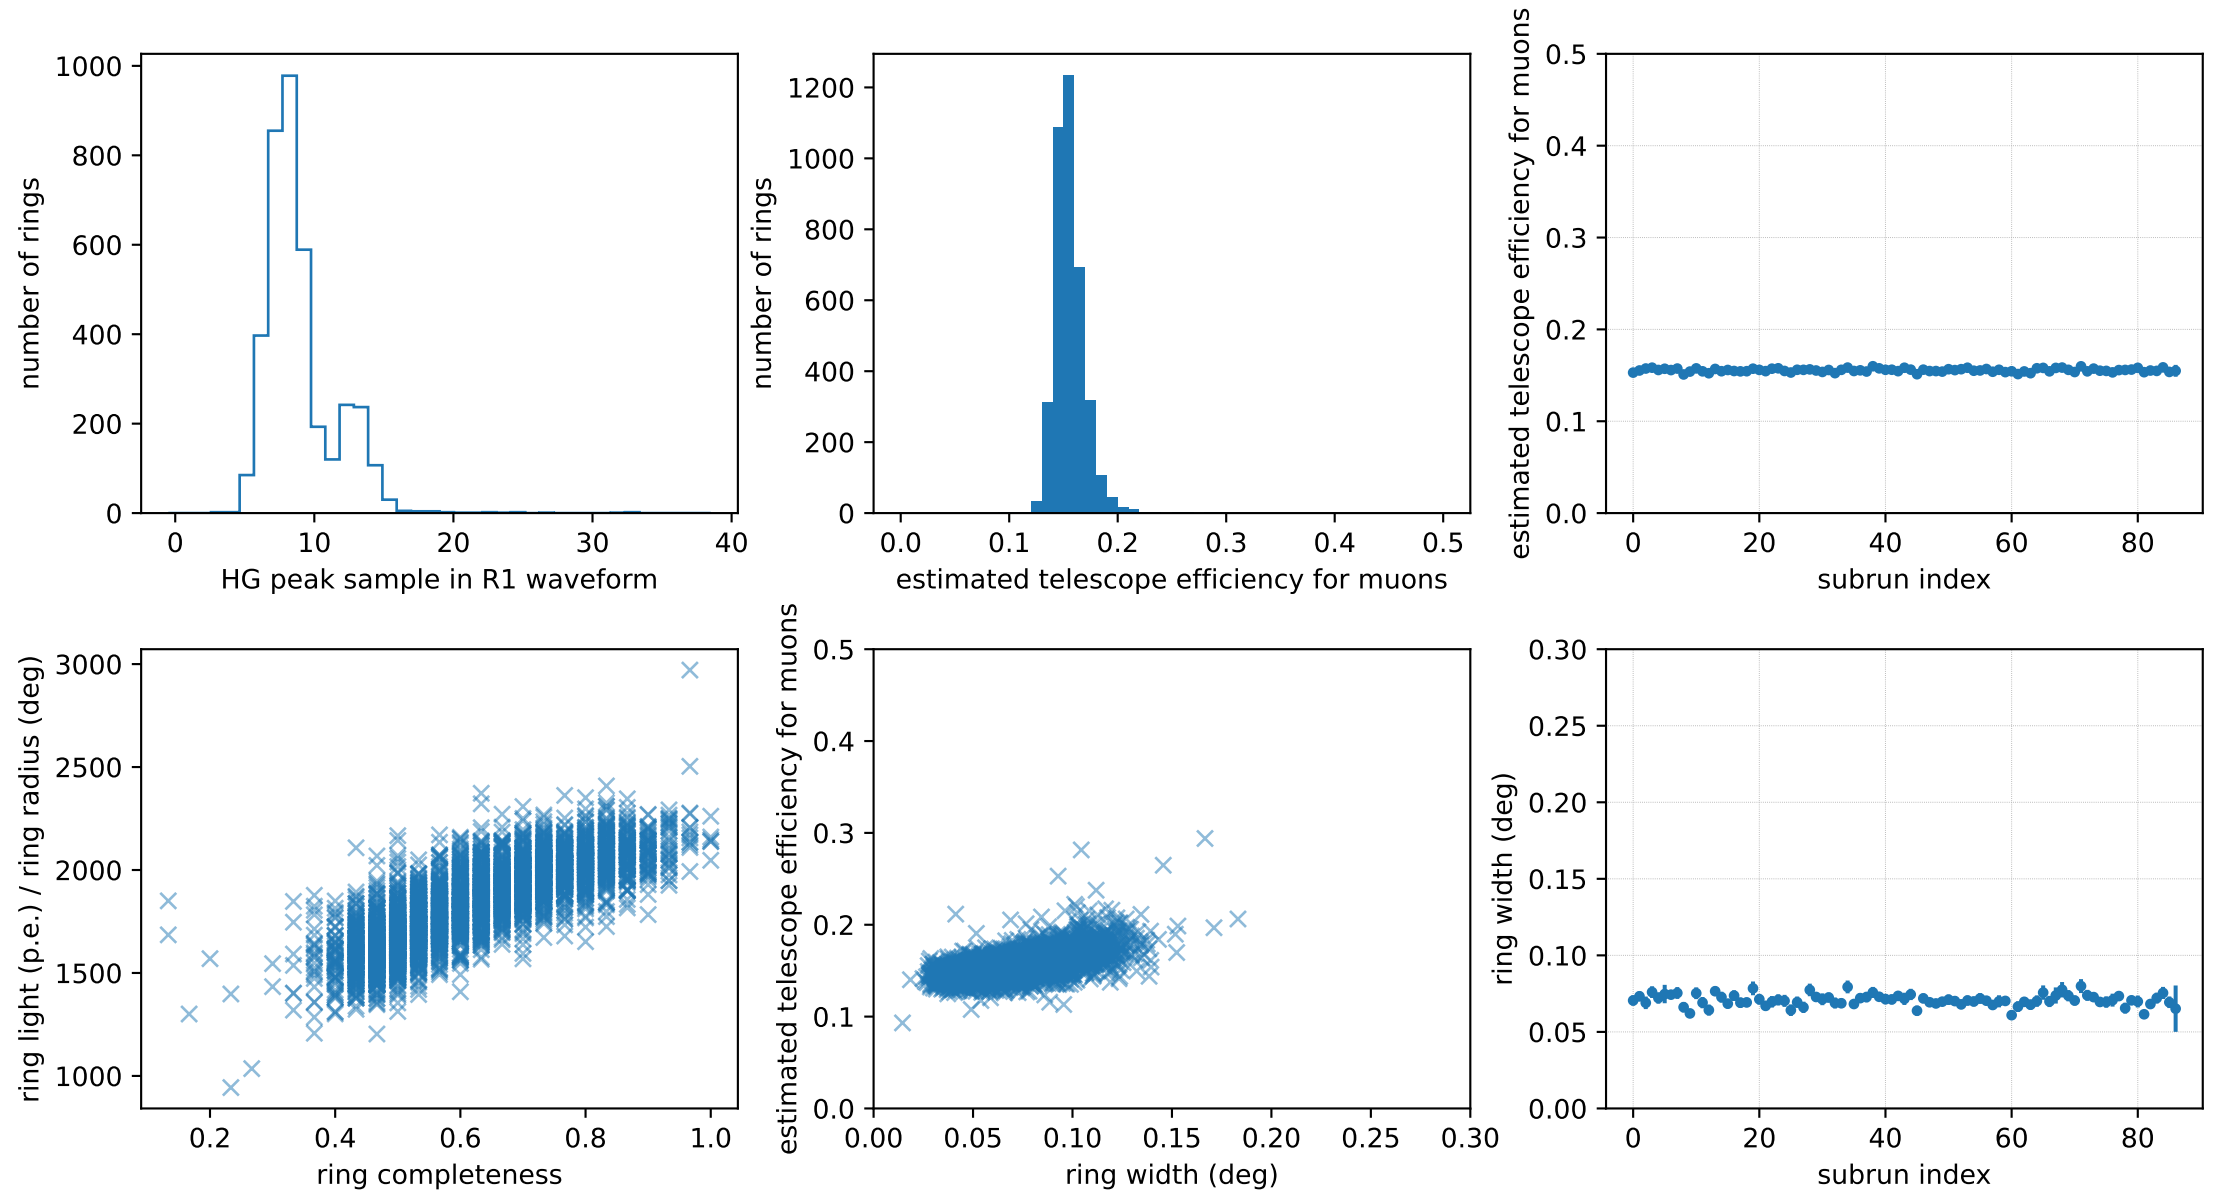 number of rings
1000
800
600
400
200
0
0 10 20 30 40
HG peak sample in R1 waveform
number of rings
1200
1000
800
600
400
200
0
0.0 0.1 0.2 0.3 0.4 0.5
estimated telescope efficiency for muons
estimated telescope efficiency for muons
0.5
0.4
0.3
0.2
0.1
0.0
0 20 40 60 80
subrun index
ring light (p.e.) / ring radius (deg)
3000
2500
2000
1500
1000
0.2 0.4 0.6 0.8 1.0
ring completeness
estimated telescope efficiency for muons
0.5
0.4
0.3
0.2
0.1
0.0
0.00 0.05 0.10 0.15 0.20 0.25 0.30
ring width (deg)
ring width (deg)
0.30
0.25
0.20
0.15
0.10
0.05
0.00
0 20 40 60 80
subrun index